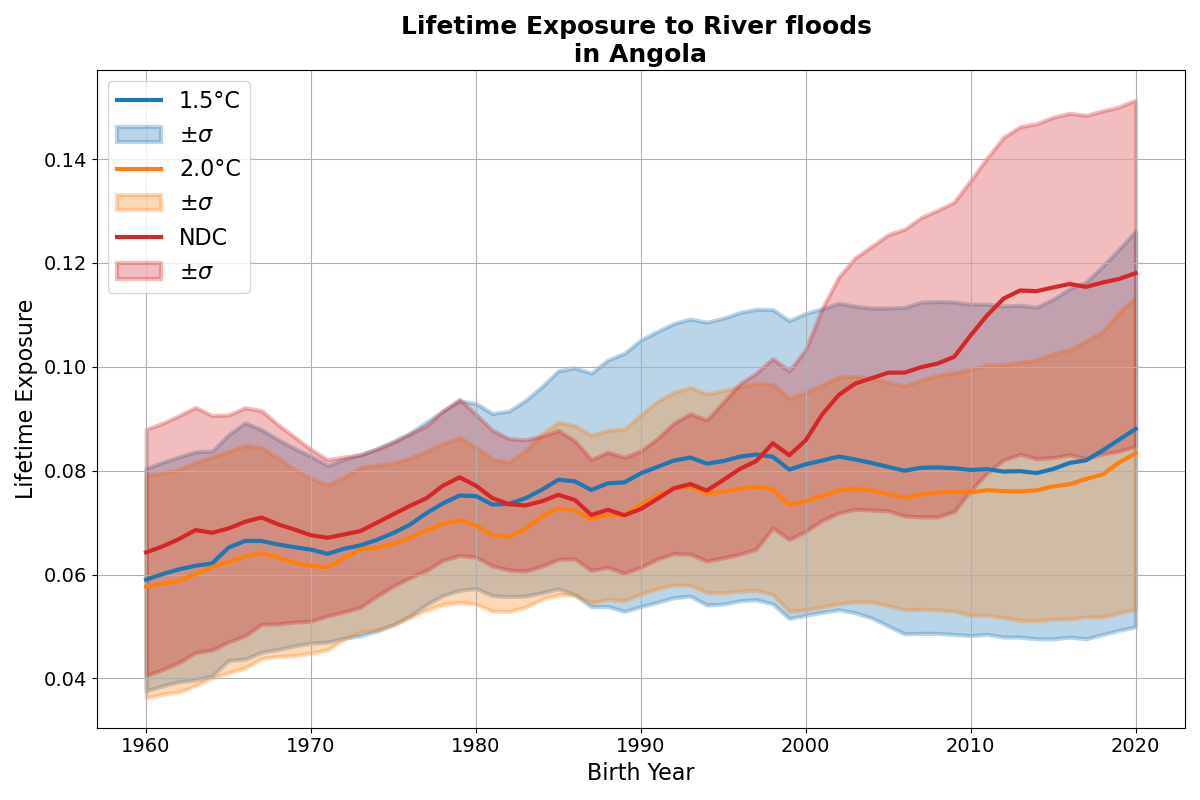 Lifetime Exposure to River floods
in Angola
1.5°C
±σ
2.0°C
±σ
NDC
±σ
Lifetime Exposure
0.14
0.12
0.10
0.08
0.06
0.04
1960 1970 1980 1990 2000 2010 2020
Birth Year